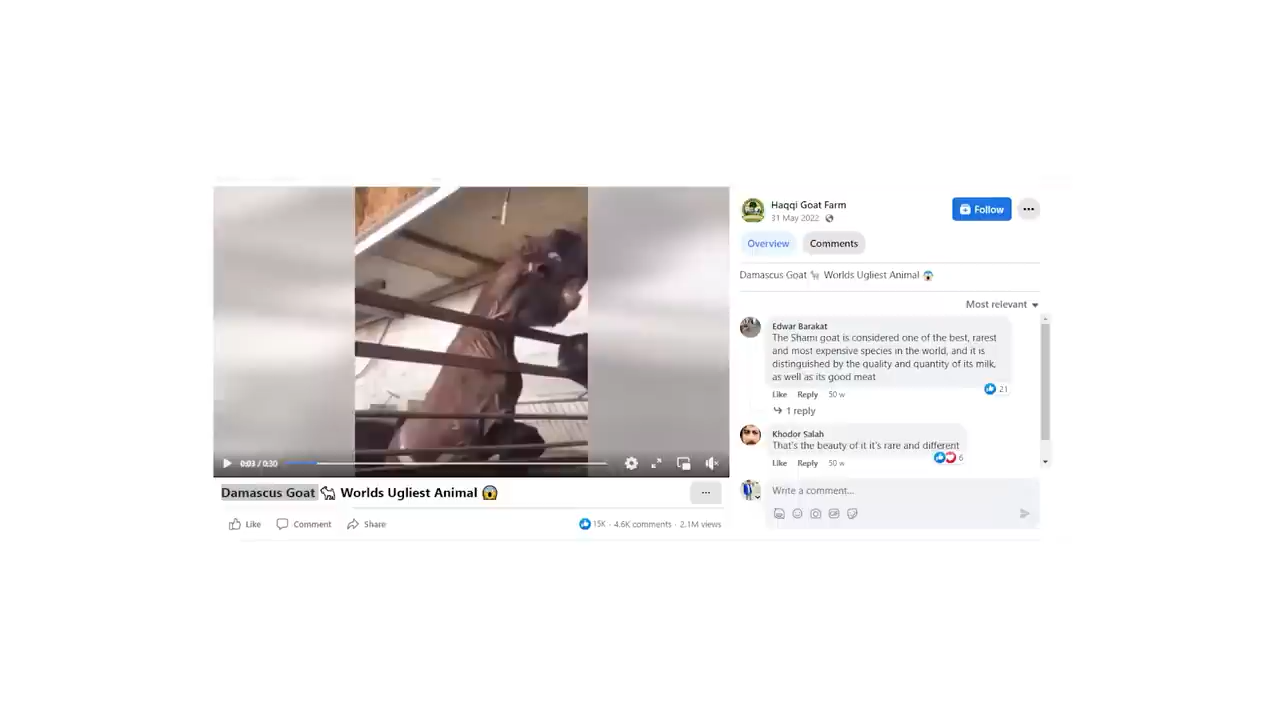 Haqqi Goat Farm
31 May 2022
Follow
Overview
Comments
Damascus Goat 🐐 Worlds Ugliest Animal 😱
Most relevant
Edwar Barakat
The Shami goat is considered one of the best, rarest
and most expensive species in the world, and it is
distinguished by the quality and quantity of its milk,
as well as its good meat
21
Like Reply 50 w
1 reply
Khodor Salah
That's the beauty of it it's rare and different
6
Like Reply 50 w
Write a comment...
0:03 / 0:30
Damascus Goat 🐐 Worlds Ugliest Animal 😱
Like Comment Share
15K · 4.6K comments · 2.1M views